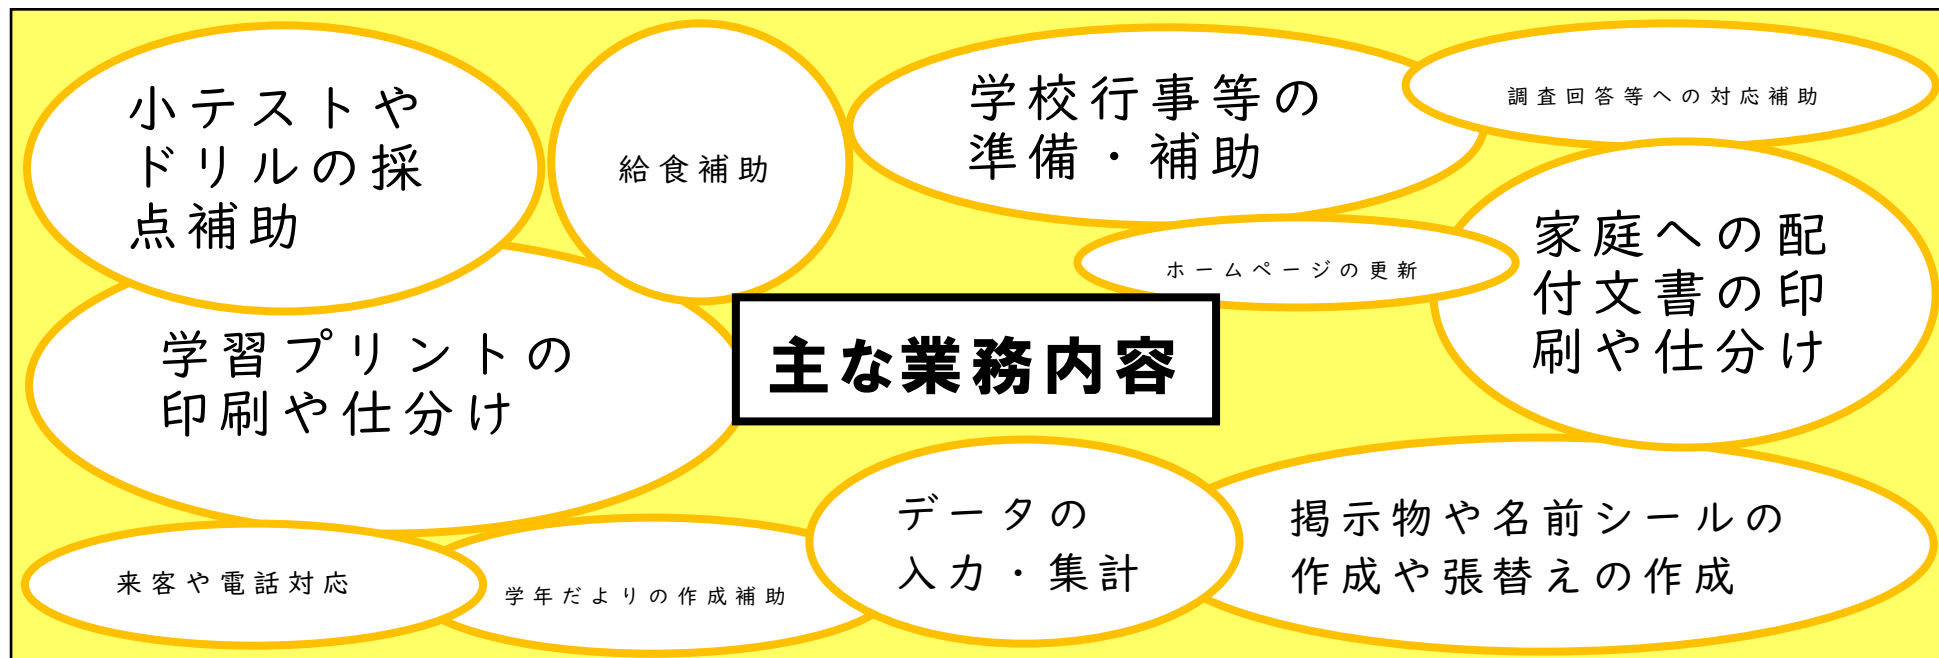 小テストや
ドリルの採
点補助
給食補助
学校行事等の
準備・補助
調査回答等への対応補助
ホームページの更新
家庭への配
付文書の印
刷や仕分け
学習プリントの
印刷や仕分け
主な業務内容
データの
入力・集計
掲示物や名前シールの
作成や張替えの作成
来客や電話対応
学年だよりの作成補助